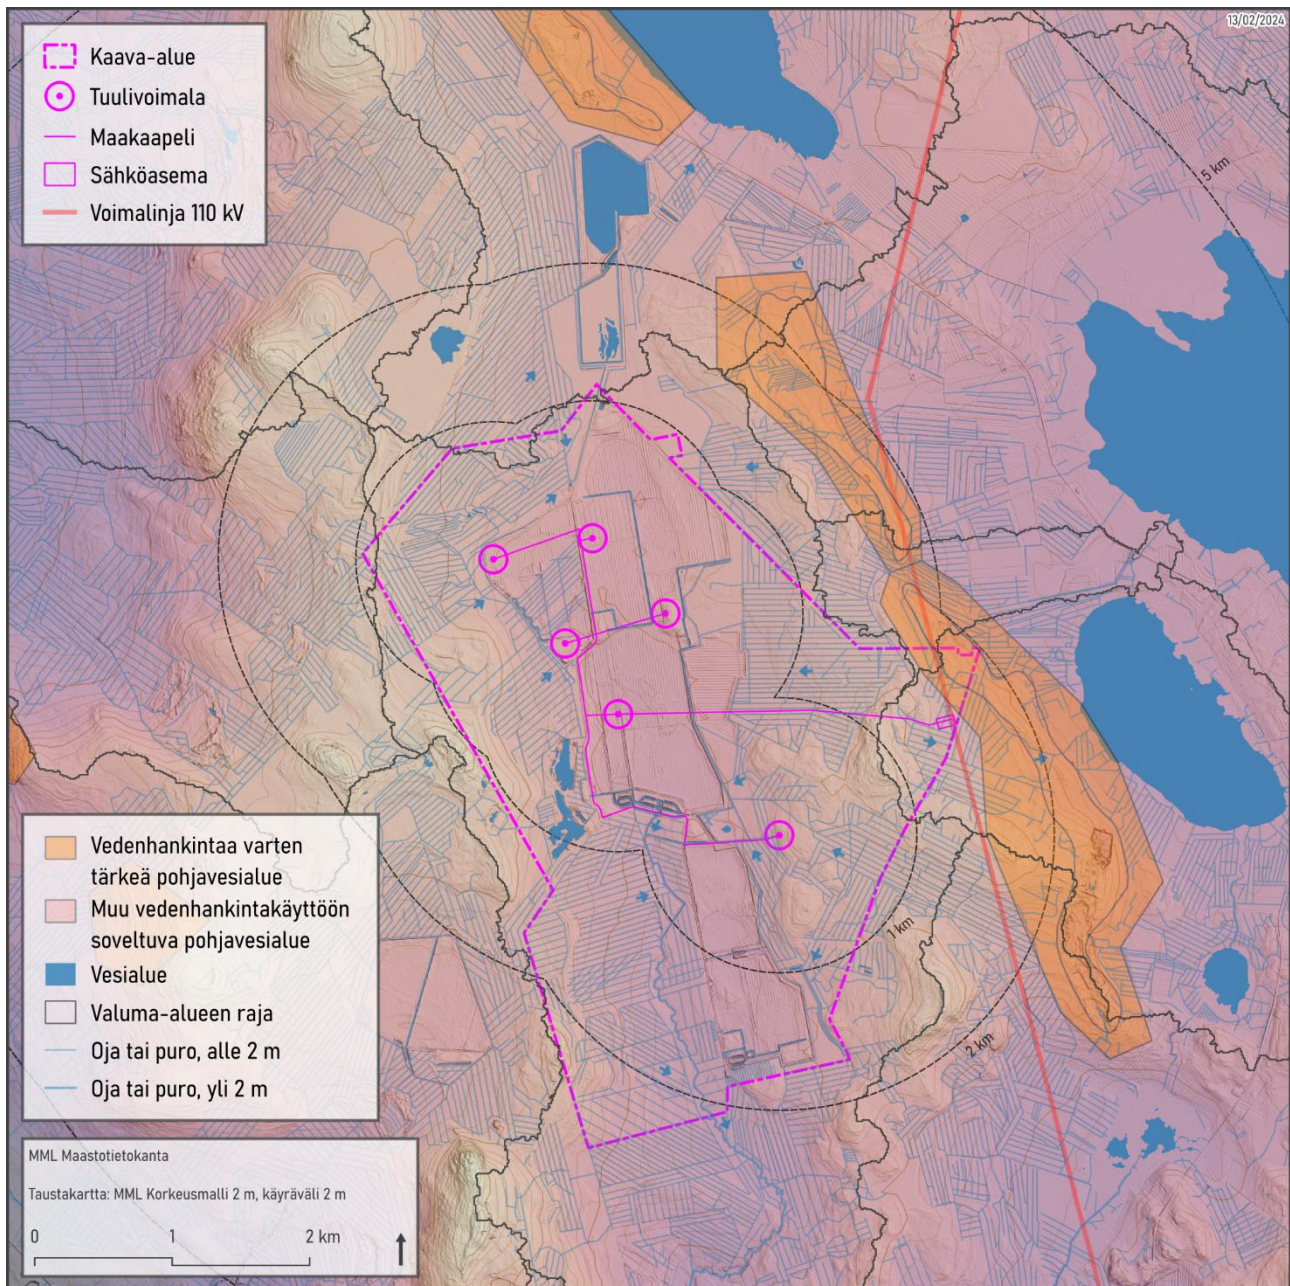 13/02/2024
Kaava-alue
Tuulivoimala
Maakaapeli
Sähköasema
Voimalinja 110 kV
5 km
1 km
2 km
Vedenhankintaa varten
tärkeä pohjavesialue
Muu vedenhankintakäyttöön
soveltuva pohjavesialue
Vesialue
Valuma-alueen raja
Oja tai puro, alle 2 m
Oja tai puro, yli 2 m
MML Maastotietokanta
Taustakartta: MML Korkeusmalli 2 m, käyräväli 2 m
0 1 2 km